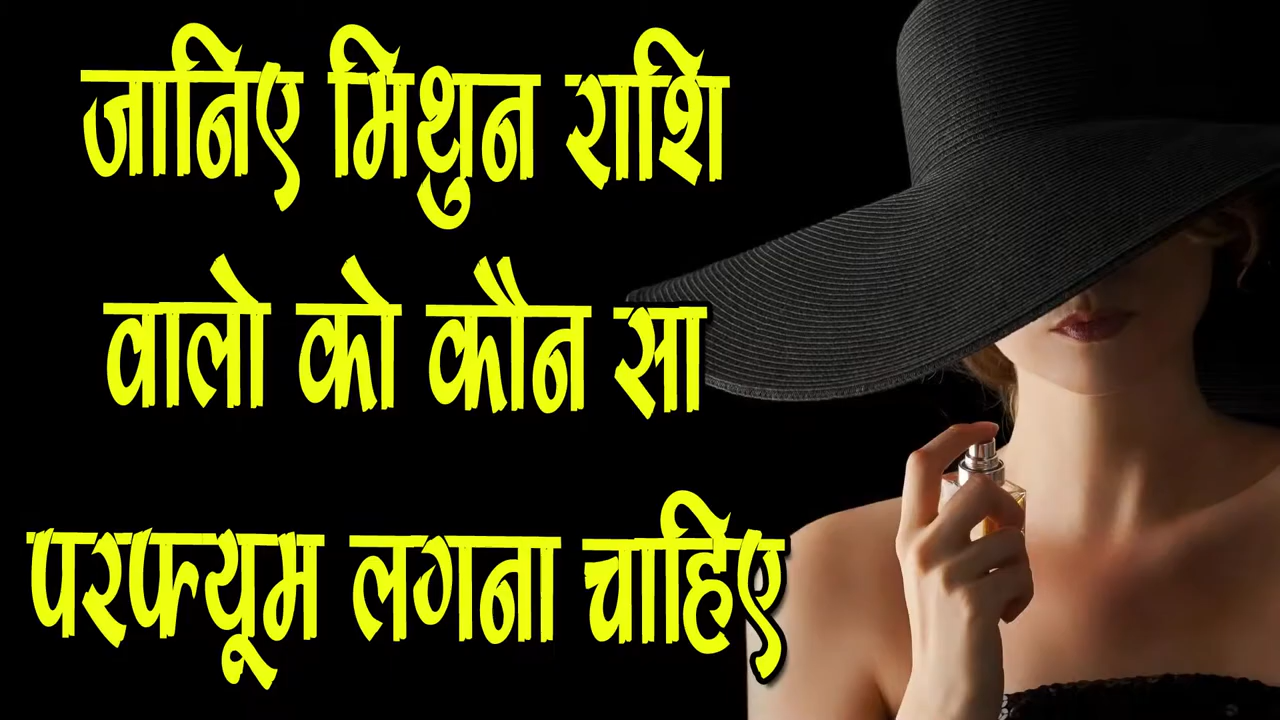 जानिए मिथुन राशि
वालो को कौन सा
परफ्यूम लगना चाहिए